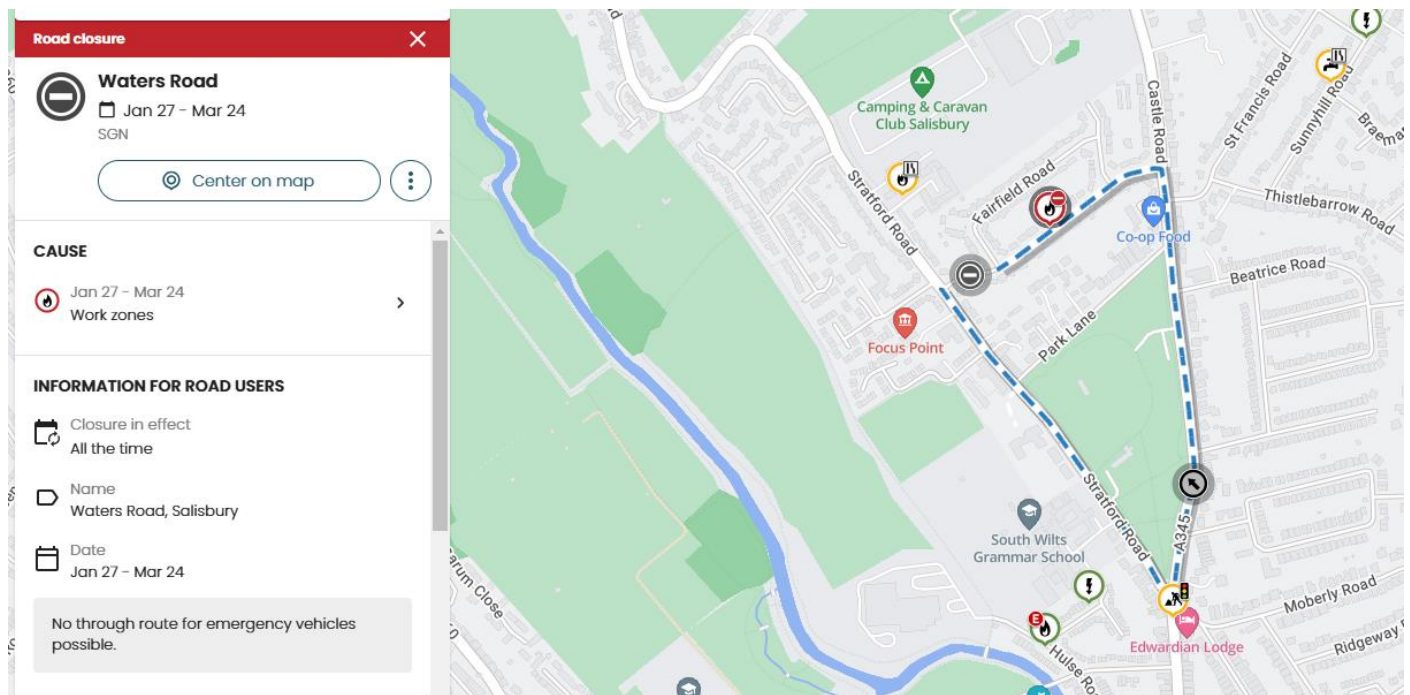 Road closure
Waters Road
Jan 27 - Mar 24
SGN
Center on map
CAUSE
Jan 27 - Mar 24
Work zones
INFORMATION FOR ROAD USERS
Closure in effect
All the time
Name
Waters Road, Salisbury
Date
Jan 27 - Mar 24
No through route for emergency vehicles
possible.
Camping & Caravan
Club Salisbury
Castle Road
St Francis Road
Sunnyhill Road
Braema
Stratford Road
Fairfield Road
Thistlebarrow Road
Co-op Food
Beatrice Road
Park Lane
Focus Point
South Wilts
Grammar School
Stratford Road
A345
Moberly Road
Ridgeway R
Edwardian Lodge
E
Hulse Ro
arum Close